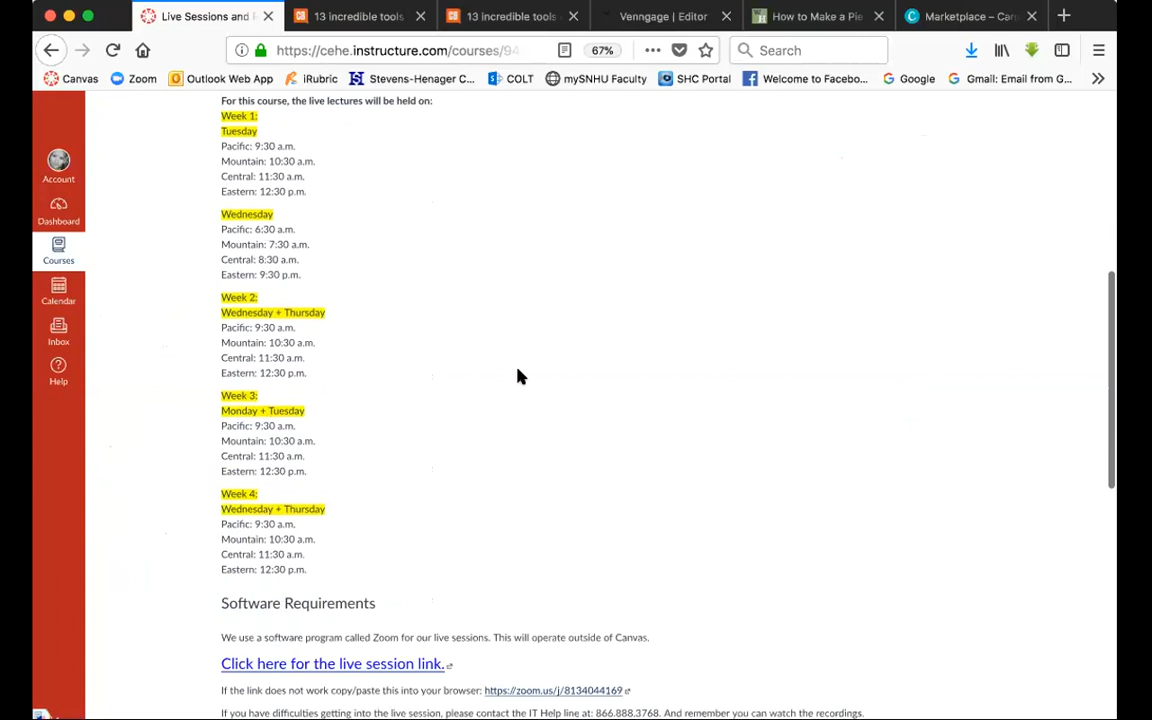 Live Sessions and
13 incredible tools
13 incredible tools
Venngage | Editor
How to Make a Pie
Marketplace – Can
https://cehe.instructure.com/courses/94
67%
Search
Canvas
Zoom
Outlook Web App
iRubric
Stevens-Henager C...
COLT
mySNHU Faculty
SHC Portal
Welcome to Facebo...
Google
Gmail: Email from G...
Account
Dashboard
Courses
Calendar
Inbox
Help
For this course, the live lectures will be held on:
Week 1:
Tuesday
Pacific: 9:30 a.m.
Mountain: 10:30 a.m.
Central: 11:30 a.m.
Eastern: 12:30 p.m.
Wednesday
Pacific: 6:30 a.m.
Mountain: 7:30 a.m.
Central: 8:30 a.m.
Eastern: 9:30 p.m.
Week 2:
Wednesday + Thursday
Pacific: 9:30 a.m.
Mountain: 10:30 a.m.
Central: 11:30 a.m.
Eastern: 12:30 p.m.
Week 3:
Monday + Tuesday
Pacific: 9:30 a.m.
Mountain: 10:30 a.m.
Central: 11:30 a.m.
Eastern: 12:30 p.m.
Week 4:
Wednesday + Thursday
Pacific: 9:30 a.m.
Mountain: 10:30 a.m.
Central: 11:30 a.m.
Eastern: 12:30 p.m.
Software Requirements
We use a software program called Zoom for our live sessions. This will operate outside of Canvas.
Click here for the live session link.
If the link does not work copy/paste this into your browser: https://zoom.us/j/8134044169
If you have difficulties getting into the live session, please contact the IT Help line at: 866.888.3768. And remember you can watch the recordings.